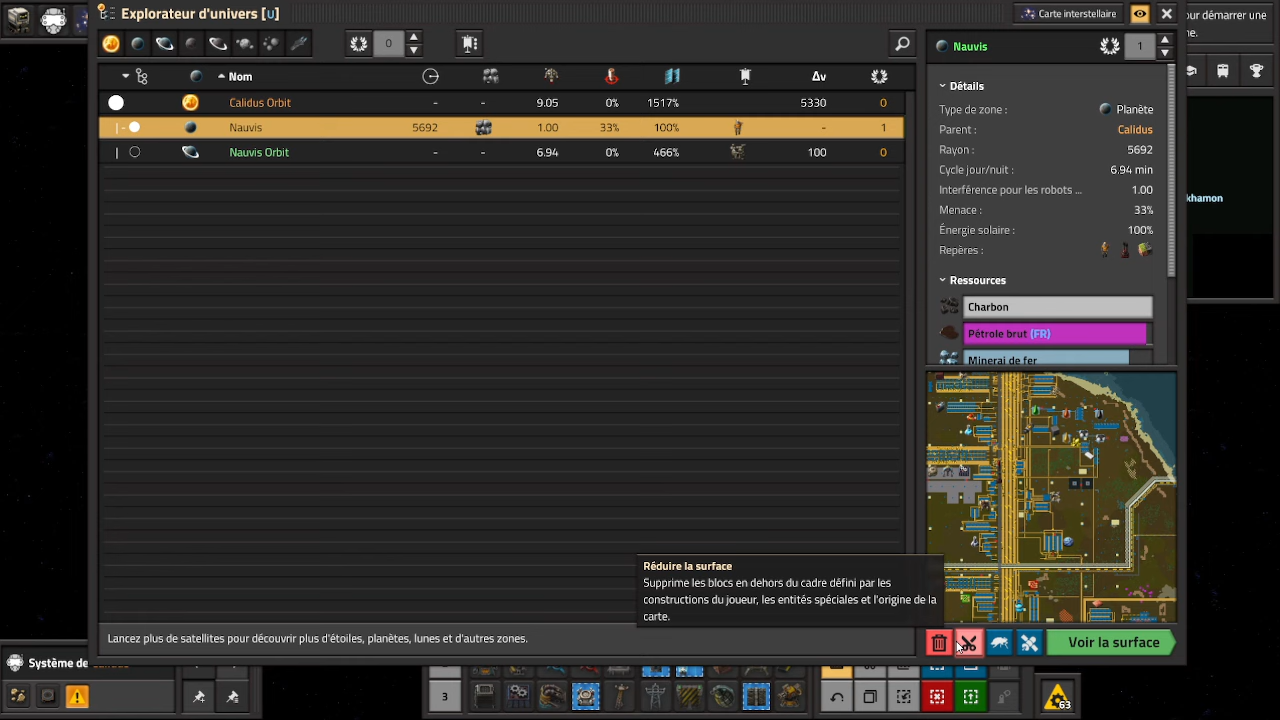 Explorateur d'univers [U]
Carte interstellaire
our démarrer une
ne.
0
Nauvis
1
Nom
Calidus Orbit - - 9.05 0% 1517% 5330 0
|- Nauvis 5692 1.00 33% 100% - 1
| Nauvis Orbit - - 6.94 0% 466% 100 0
Détails
Type de zone : Planète
Parent : Calidus
Rayon : 5692
Cycle jour/nuit : 6.94 min
Interférence pour les robots ... 1.00
Menace : 33%
Énergie solaire : 100%
Repères :
khamon
Ressources
Charbon
Pétrole brut (FR)
Minerai de fer
Réduire la surface
Supprime les blocs en dehors du cadre défini par les
constructions du joueur, les entités spéciales et l'origine de la
carte.
Lancez plus de satellites pour découvrir plus d'étoiles, planètes, lunes et d'autres zones.
Voir la surface
Système de
3
63